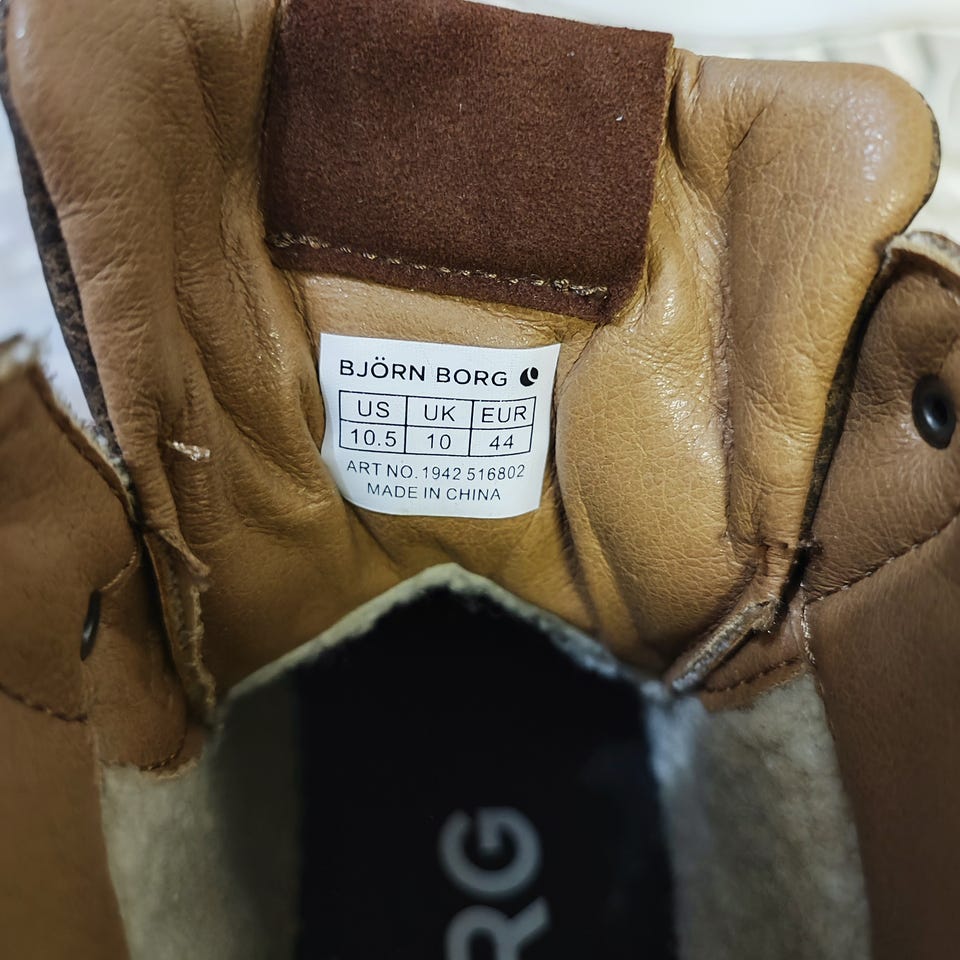 BJÖRN BORG
US UK EUR
10.5 10 44
ART NO. 1942 516802
MADE IN CHINA
RG